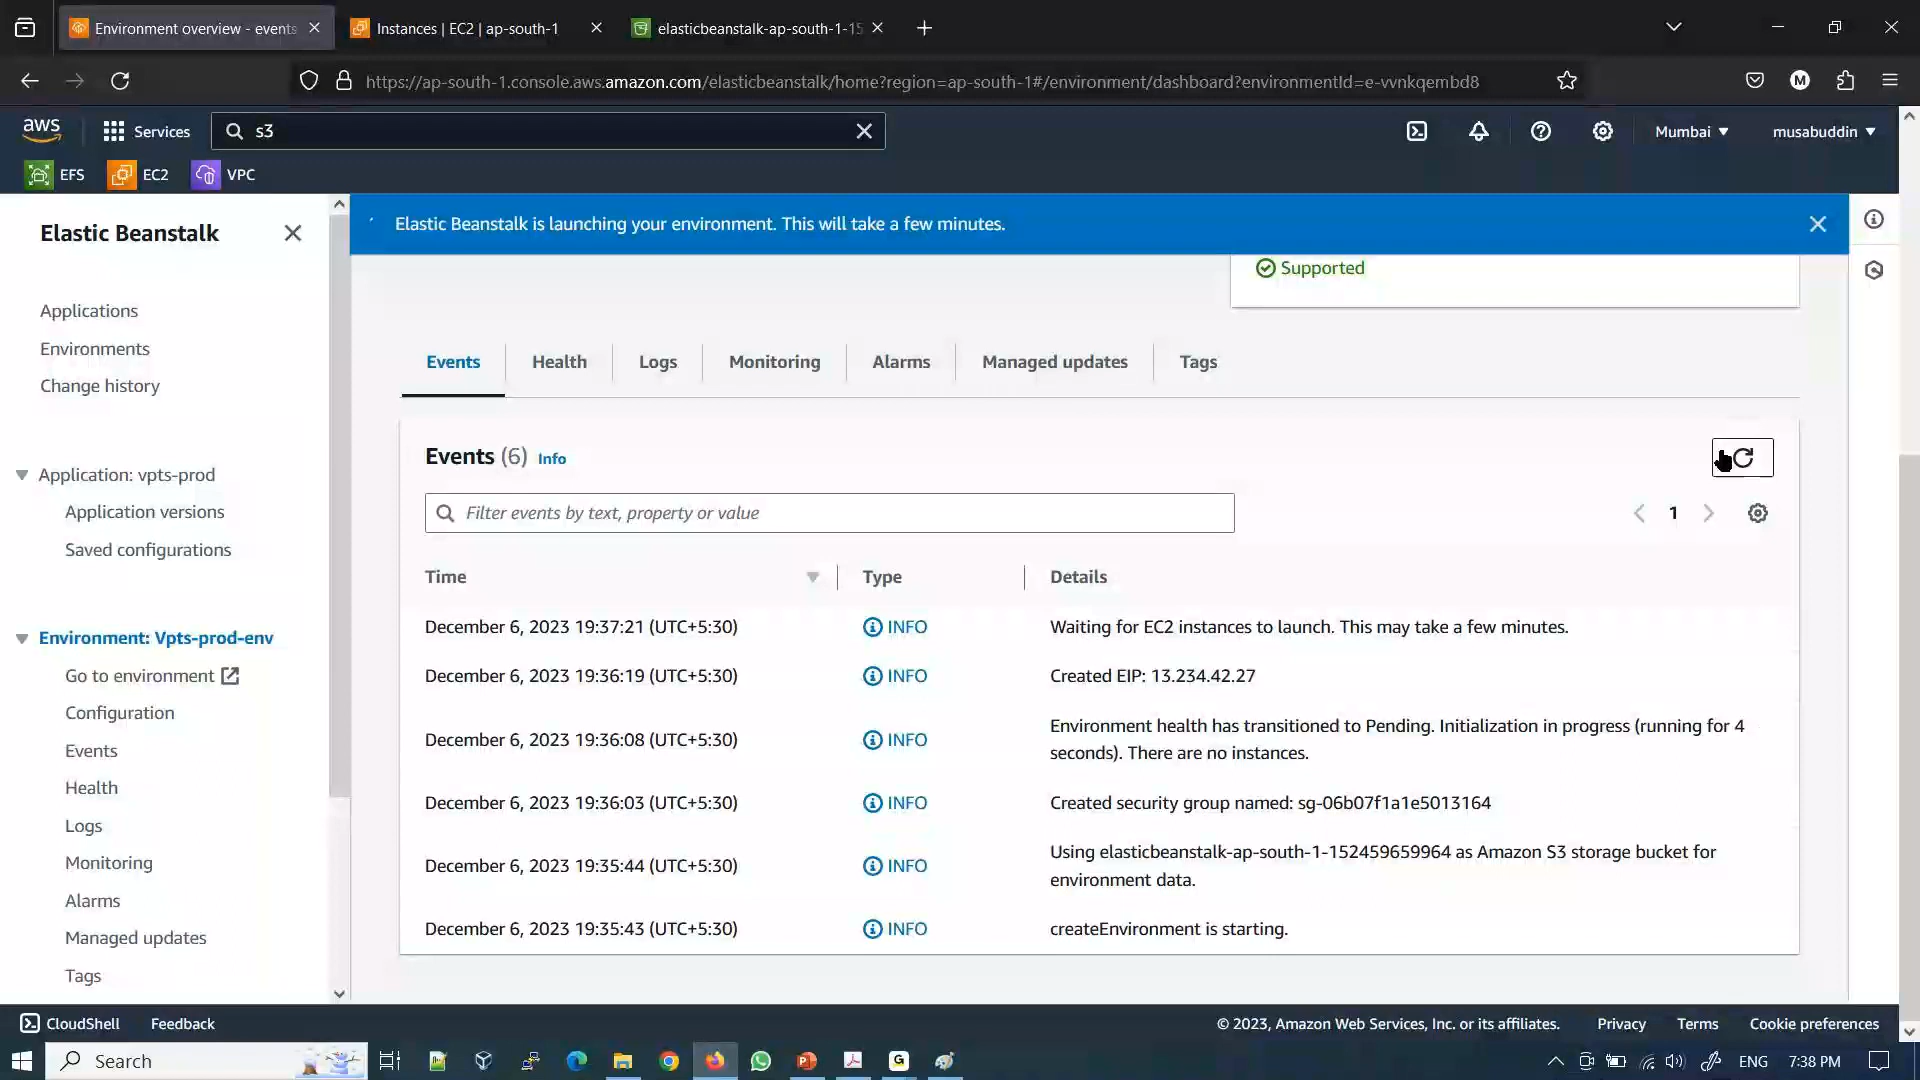 Environment overview - events
Instances | EC2 | ap-south-1
elasticbeanstalk-ap-south-1-15
https://ap-south-1.console.aws.amazon.com/elasticbeanstalk/home?region=ap-south-1#/environment/dashboard?environmentId=e-vvnkqembd8
M
aws
Services
s3
Mumbai
musabuddin
EFS
EC2
VPC
Elastic Beanstalk
Elastic Beanstalk is launching your environment. This will take a few minutes.
Supported
Applications
Environments
Change history
Application: vpts-prod
Application versions
Saved configurations
Environment: Vpts-prod-env
Go to environment
Configuration
Events
Health
Logs
Monitoring
Alarms
Managed updates
Tags
Events
Health
Logs
Monitoring
Alarms
Managed updates
Tags
Events (6) Info
Filter events by text, property or value
1
Time
Type
Details
December 6, 2023 19:37:21 (UTC+5:30)
INFO
Waiting for EC2 instances to launch. This may take a few minutes.
December 6, 2023 19:36:19 (UTC+5:30)
INFO
Created EIP: 13.234.42.27
December 6, 2023 19:36:08 (UTC+5:30)
INFO
Environment health has transitioned to Pending. Initialization in progress (running for 4
seconds). There are no instances.
December 6, 2023 19:36:03 (UTC+5:30)
INFO
Created security group named: sg-06b07f1a1e5013164
December 6, 2023 19:35:44 (UTC+5:30)
INFO
Using elasticbeanstalk-ap-south-1-152459659964 as Amazon S3 storage bucket for
environment data.
December 6, 2023 19:35:43 (UTC+5:30)
INFO
createEnvironment is starting.
CloudShell
Feedback
© 2023, Amazon Web Services, Inc. or its affiliates.
Privacy
Terms
Cookie preferences
Search
ENG
7:38 PM